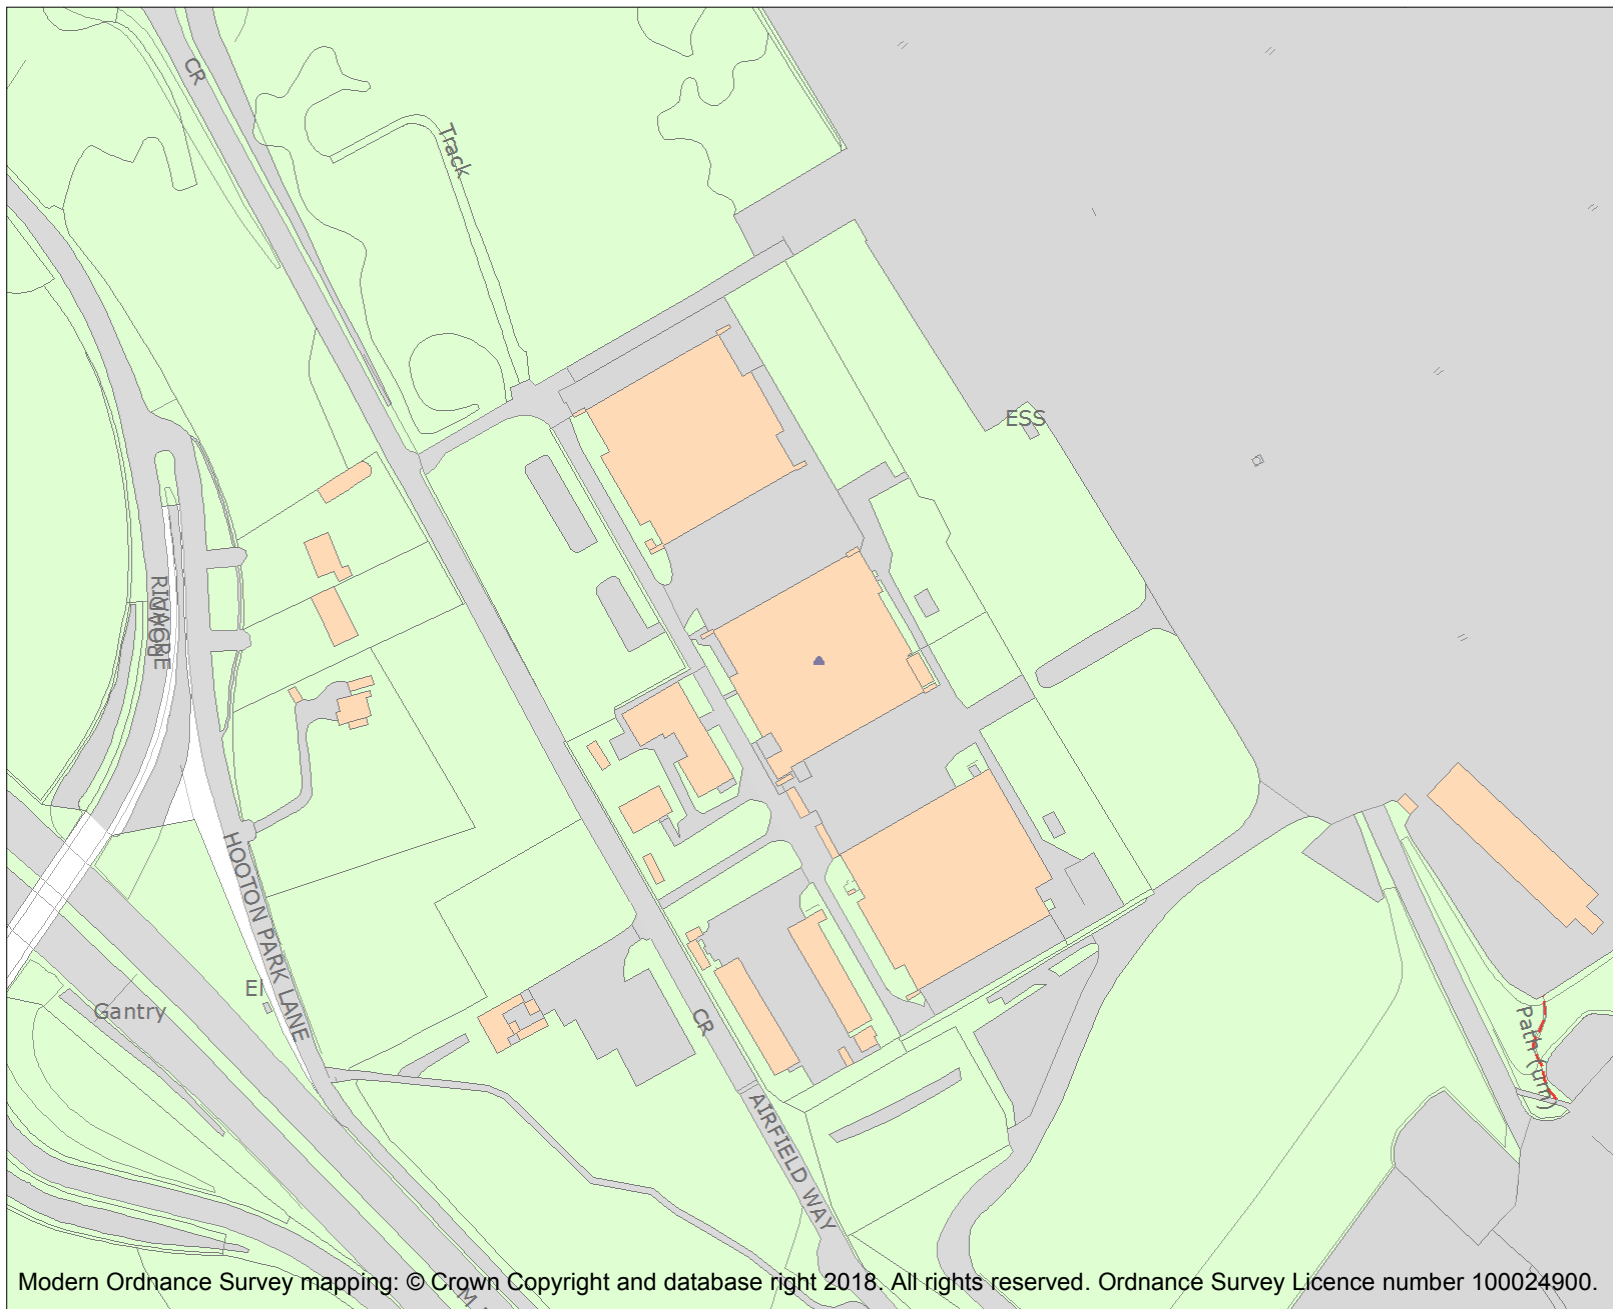 CR
Track
ESS
HOOTON PARK LANE
El
Gantry
CR
Path (um)
AIRFIELD WAY
M
Modern Ordnance Survey mapping: © Crown Copyright and database right 2018. All rights reserved. Ordnance Survey Licence number 100024900.